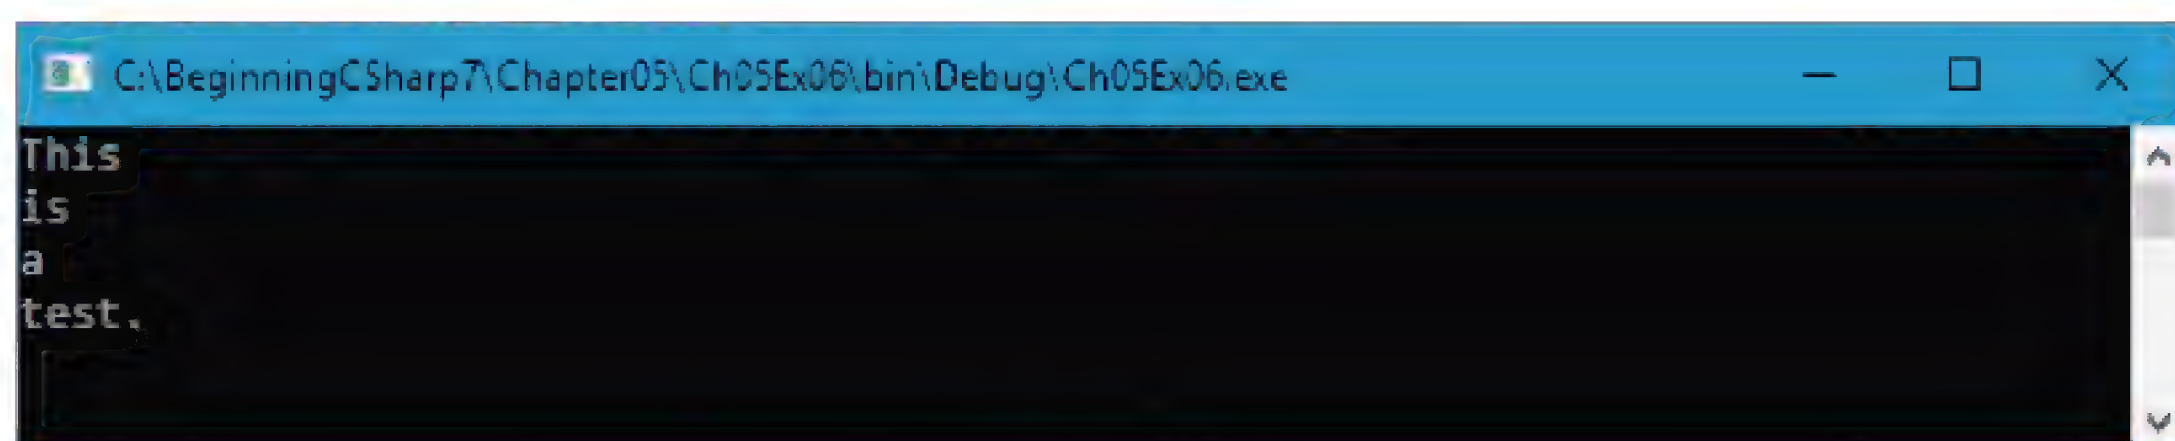 C:\BeginningCSharp7\Chapter05\Ch05Ex06\bin\Debug\Ch05Ex06.exe
This
is
a
test.